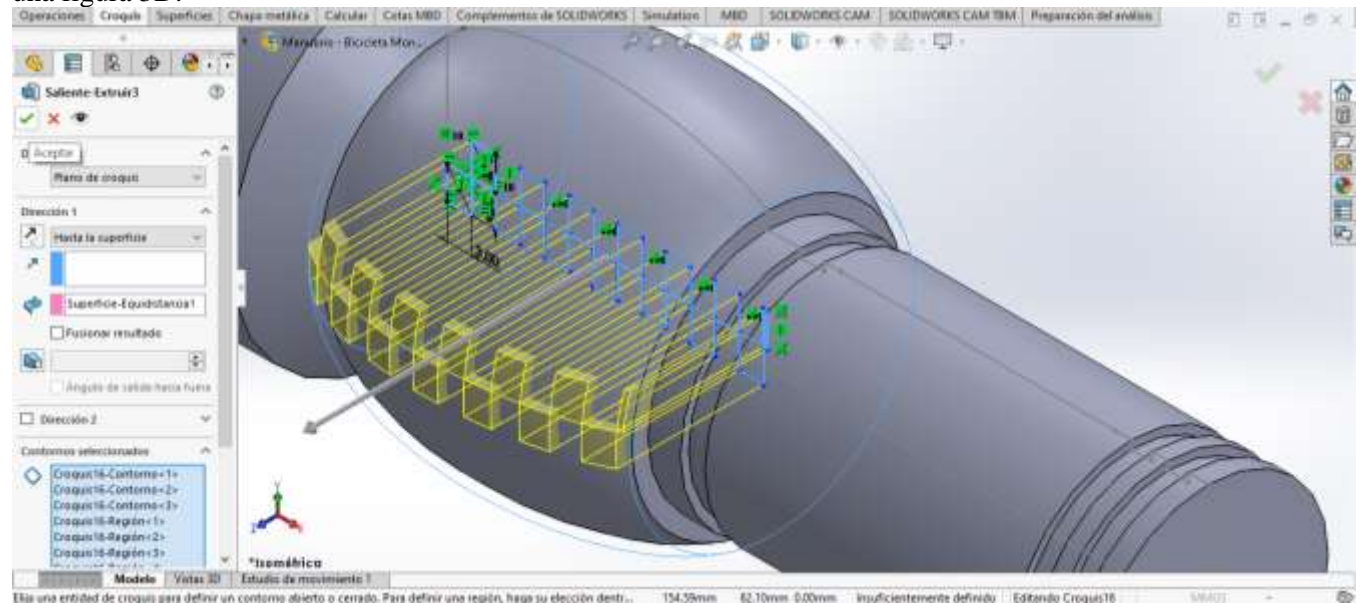 una figura 3D.
Operaciones Croquis Superficies Chapa metálica Calcular Cotas MBD Complementos de SOLIDWORKS Simulation MBD SOLIDWORKS CAM SOLIDWORKS CAM TBM Preparación del análisis
Saliente-Extruir3
Aceptar
Plano de croquis
Dirección 1
Hasta la superficie
Superficie-Equidistancia1
Fusionar resultado
Dirección 2
Contornos seleccionados
Croquis16-Contorno<1>
Croquis16-Contorno<2>
Croquis16-Contorno<3>
Croquis16-Región<1>
Croquis16-Región<2>
Croquis16-Región<3>
*Isométrica
Modelo Vistas 3D Estudio de movimiento 1
Elija una entidad de croquis para definir un contorno abierto o cerrado. Para definir una región, haga su elección dentr... 154.59mm 62.10mm 0.00mm Insuficientemente definido Editando Croquis16